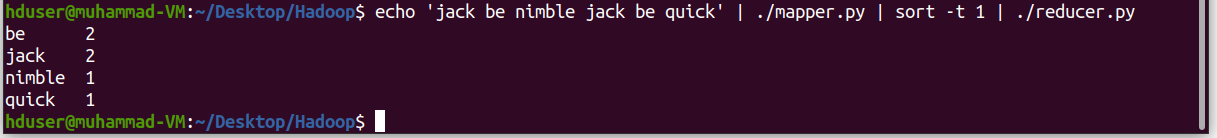 hduser@muhammad-VM:~/Desktop/Hadoop$ echo 'jack be nimble jack be quick' | ./mapper.py | sort -t 1 | ./reducer.py
be      2
jack    2
nimble  1
quick   1
hduser@muhammad-VM:~/Desktop/Hadoop$